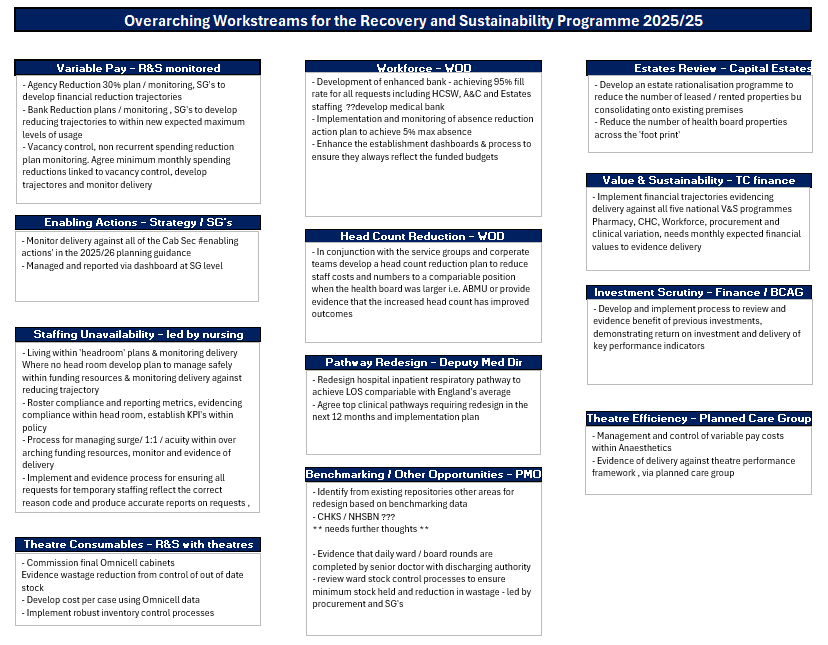 Overarching Workstreams for the Recovery and Sustainability Programme 2025/25
Variable Pay - R&S monitored
- Agency Reduction 30% plan / monitoring, SG's to
develop financial reduction trajectories
- Bank Reduction plans / monitoring , SG's to develop
reducing trajectories to within new expected maximum
levels of usage
- Vacancy control, non recurrent spending reduction
plan monitoring. Agree minimum monthly spending
reductions linked to vacancy control, develop
trajectores and monitor delivery
Enabling Actions - Strategy / SG's
- Monitor delivery against all of the Cab Sec #enabling
actions' in the 2025/26 planning guidance
- Managed and reported via dashboard at SG level
Staffing Unavailability - led by nursing
- Living within 'headroom' plans & monitoring delivery
Where no head room develop plan to manage safely
within funding resources & monitoring delivery against
reducing trajectory
- Roster compliance and reporting metrics, evidencing
compliance within head room, establish KPI's within
policy
- Process for managing surge/ 1:1 / acuity within over
arching funding resources, monitor and evidence of
delivery
- Implement and evidence process for ensuring all
requests for temporary staffing reflect the correct
reason code and produce accurate reports on requests ,
Theatre Consumables - R&S with theatres
- Commission final Omnicell cabinets
Evidence wastage reduction from control of out of date
stock
- Develop cost per case using Omnicell data
- Implement robust inventory control processes
Workforce - WOD
- Development of enhanced bank - achieving 95% fill
rate for all requests including HCSW, A&C and Estates
staffing ??develop medical bank
- Implementation and monitoring of absence reduction
action plan to achieve 5% max absence
- Enhance the establishment dashboards & process to
ensure they always reflect the funded budgets
Head Count Reduction - WOD
- In conjunction with the service groups and corperate
teams develop a head count reduction plan to reduce
staff costs and numbers to a compariable position
when the health board was larger i.e. ABMU or provide
evidence that the increased head count has improved
outcomes
Pathway Redesign - Deputy Med Dir
- Redesign hospital inpatient respiratory pathway to
achieve LOS compariable with England's average
- Agree top clinical pathways requiring redesign in the
next 12 months and implementation plan
Benchmarking / Other Opportunities - PMO
- Identify from existing repositories other areas for
redesign based on benchmarking data
- CHKS / NHSBN ???
** needs further thoughts **
- Evidence that daily ward / board rounds are
completed by senior doctor with discharging authority
- review ward stock control processes to ensure
minimum stock held and reduction in wastage - led by
procurement and SG's
Estates Review - Capital Estates
- Develop an estate rationalisation programme to
reduce the number of leased / rented properties bu
consolidating onto existing premises
- Reduce the number of health board properties
across the 'foot print'
Value & Sustainability - TC finance
- Implement financial trajectories evidencing
delivery against all five national V&S programmes
Pharmacy, CHC, Workforce, procurement and
clinical variation, needs monthly expected financial
values to evidence delivery
Investment Scrutiny - Finance / BCAG
- Develop and implement process to review and
evidence benefit of previous investments,
demonstrating return on investment and delivery of
key performance indicators
Theatre Efficiency - Planned Care Group
- Management and control of variable pay costs
within Anaesthetics
- Evidence of delivery against theatre performance
framework , via planned care group